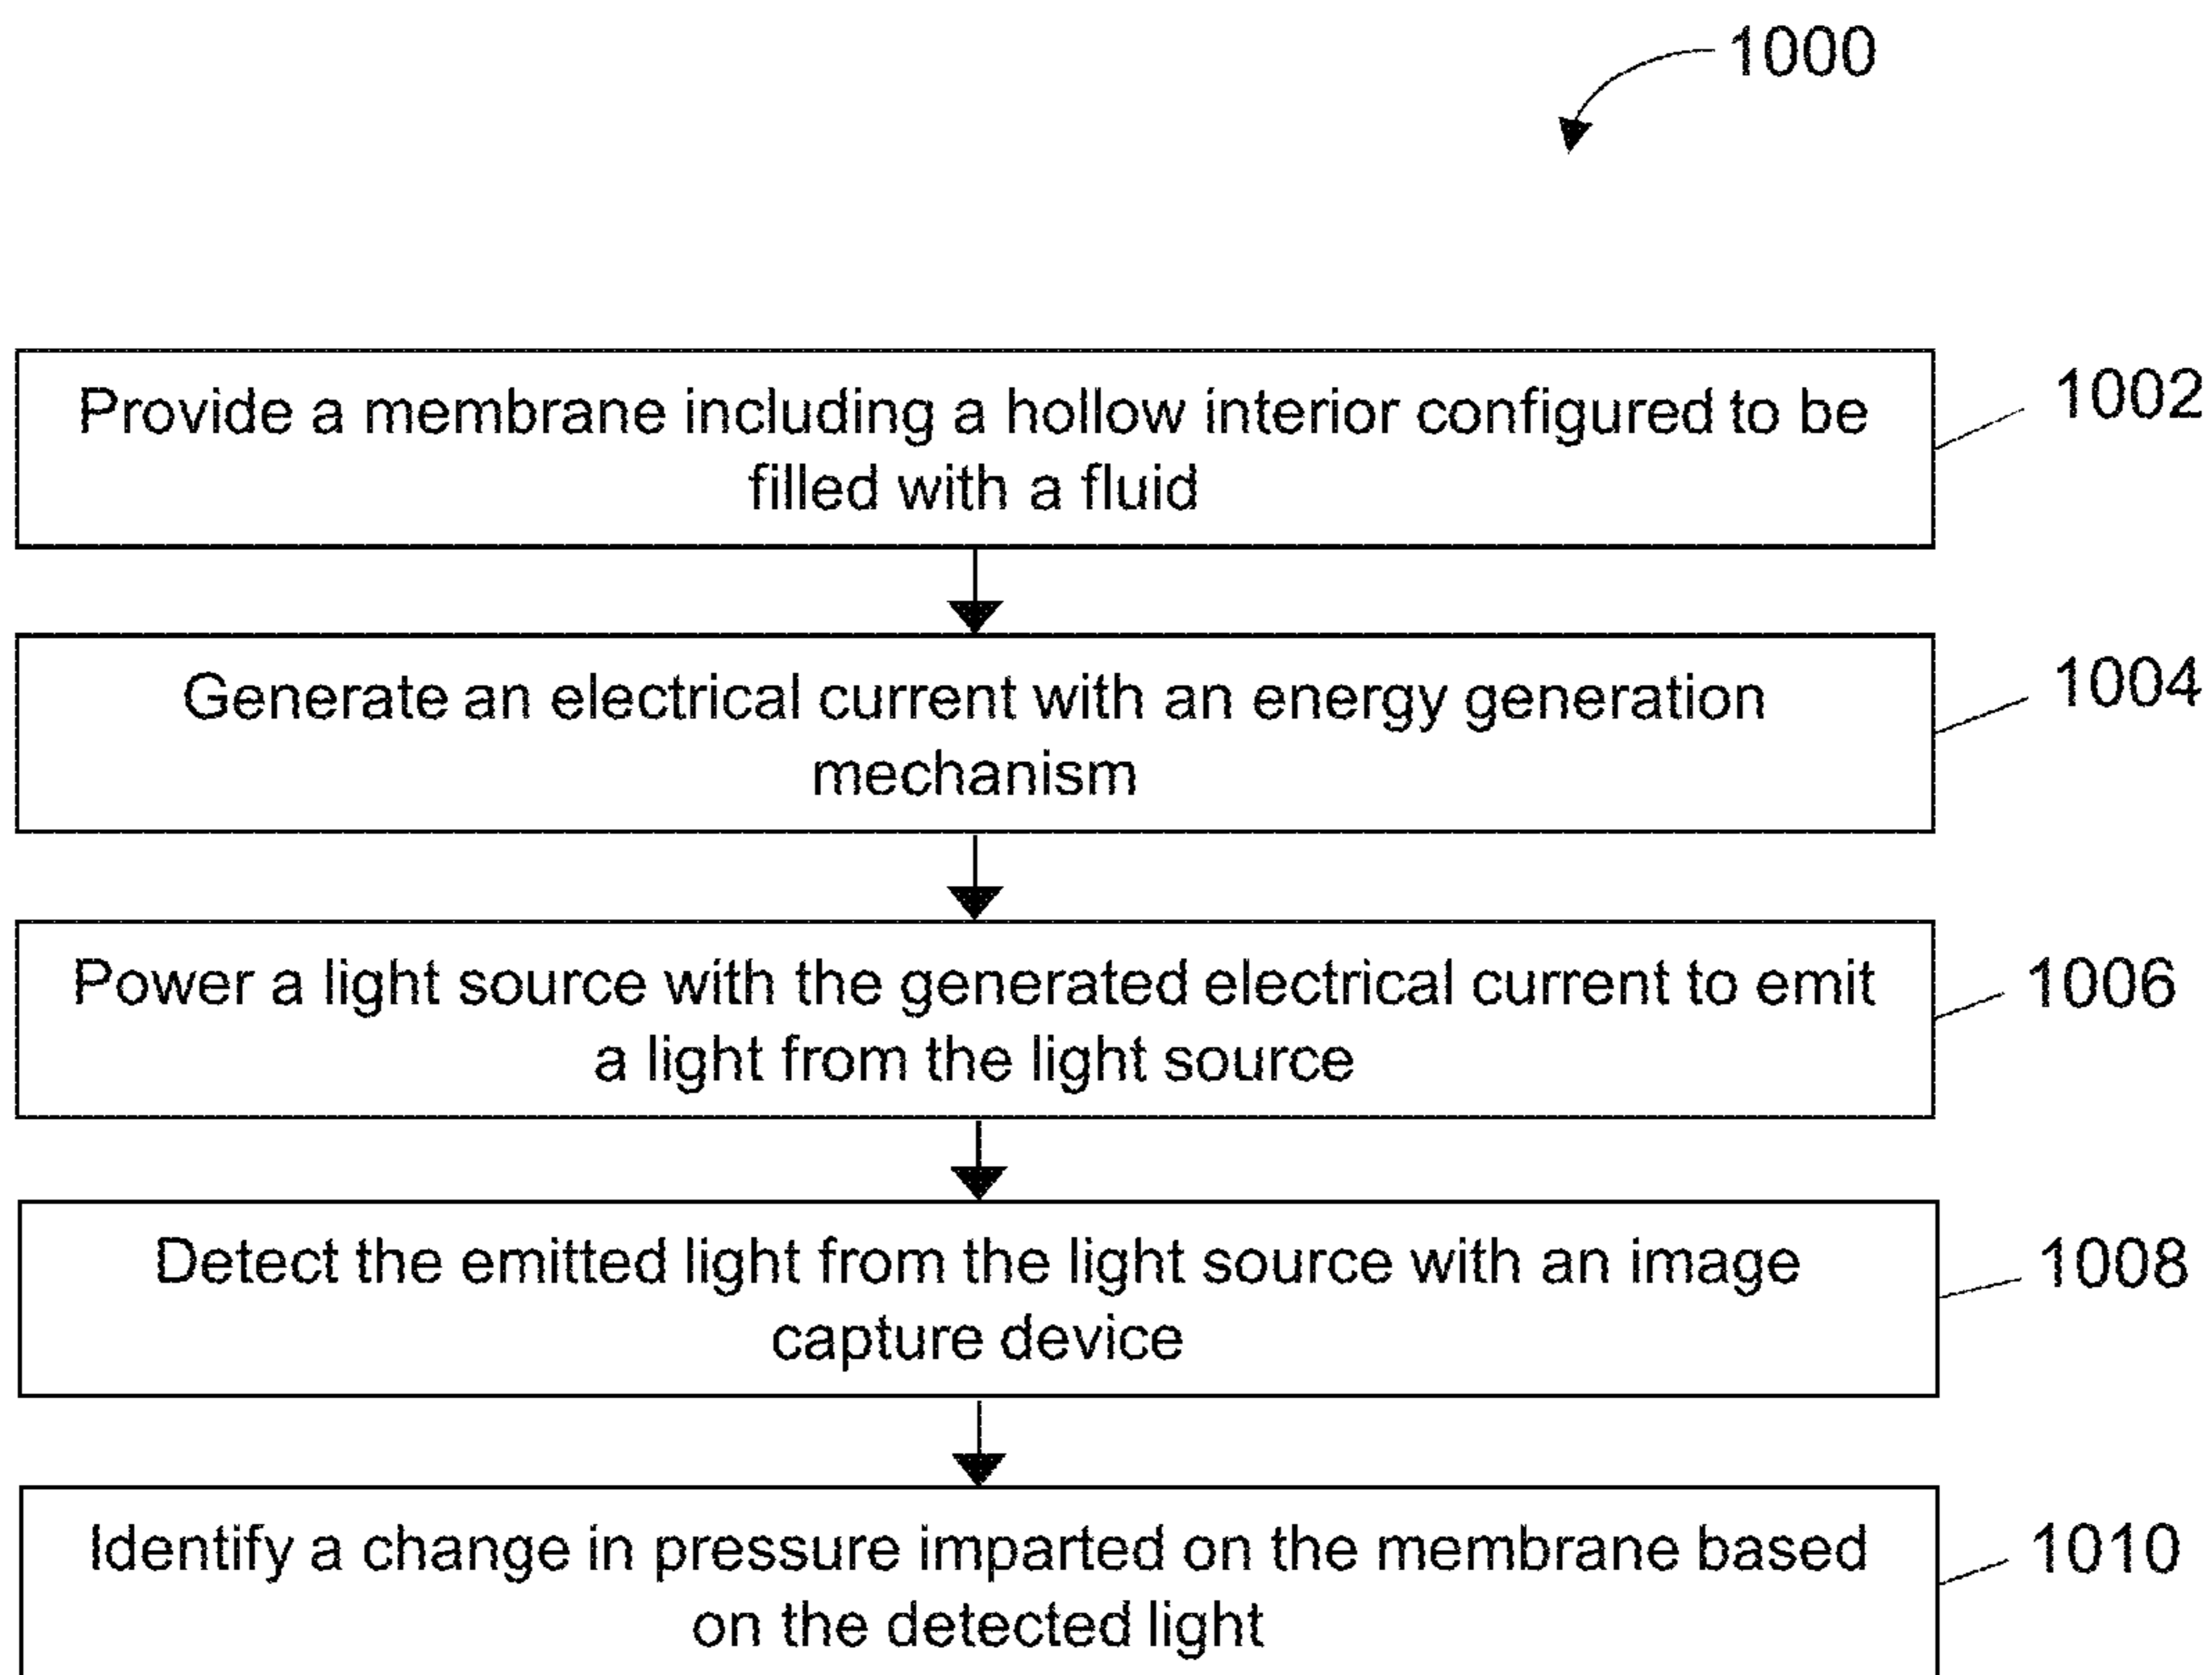 1000
Provide a membrane including a hollow interior configured to be
filled with a fluid
1002
Generate an electrical current with an energy generation
mechanism
1004
Power a light source with the generated electrical current to emit
a light from the light source
1006
Detect the emitted light from the light source with an image
capture device
1008
Identify a change in pressure imparted on the membrane based
on the detected light
1010